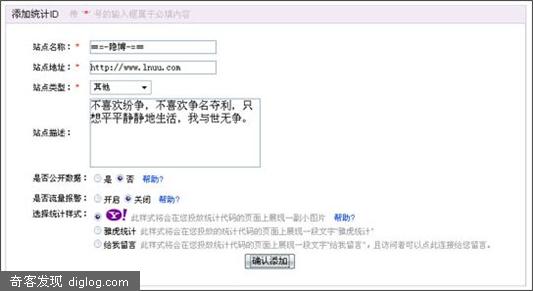 添加统计ID 带 "*" 号的输入框属于必填内容
站点名称：* ==-隐博-==
站点地址：* http://www.1nuu.com
站点类型：* 其他
不喜欢纷争，不喜欢争名夺利，只
想平平静静地生活，我与世无争。
站点描述：
是否公开数据： 是 否 帮助?
是否流量报警： 开启 关闭 帮助?
选择统计样式： Y! 此样式将会在您投放统计代码的页面上展现一副小图片 帮助?
雅虎统计 此样式将会在您投放的统计代码的页面上展现一段文字"雅虎统计"
给我留言 此样式将会在您投放统计代码的页面上展现一段文字"给我留言"，且访问者可以点此连接给您留言。
确认添加
奇客发现 diglog.com